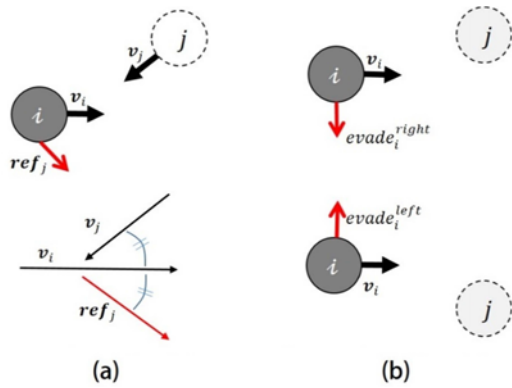 j
v_j
i
v_i
ref_j
v_j
v_i
ref_j
(a)
j
i
v_i
evade_i^{right}
evade_i^{left}
i
v_i
j
(b)